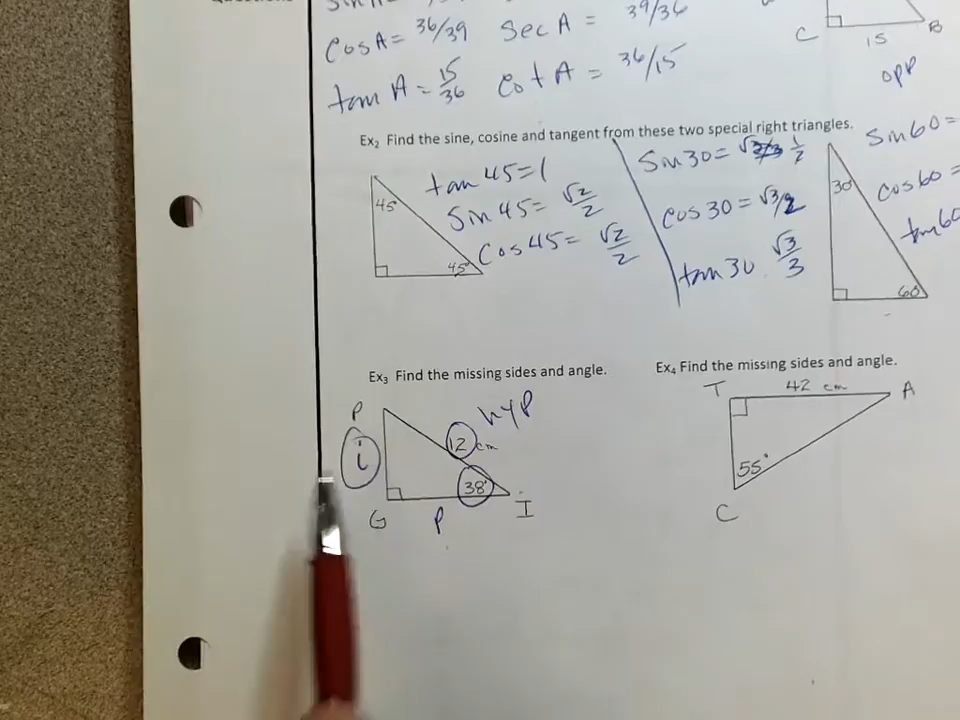 cos A = 36/39 sec A = 39/36
tan A = 15/36 cot A = 36/15
C 15 B
opp
Ex2 Find the sine, cosine and tangent from these two special right triangles.
45° 45°
tan 45 = 1
sin 45 = √2/2
cos 45 = √2/2
sin 30 = 1/2
cos 30 = √3/2
tan 30 √3/3
30° 60°
sin 60 =
cos 60 =
tan 60
Ex3 Find the missing sides and angle.
P hyp
i 12 cm
38°
G p I
Ex4 Find the missing sides and angle.
T 42 cm A
55°
C